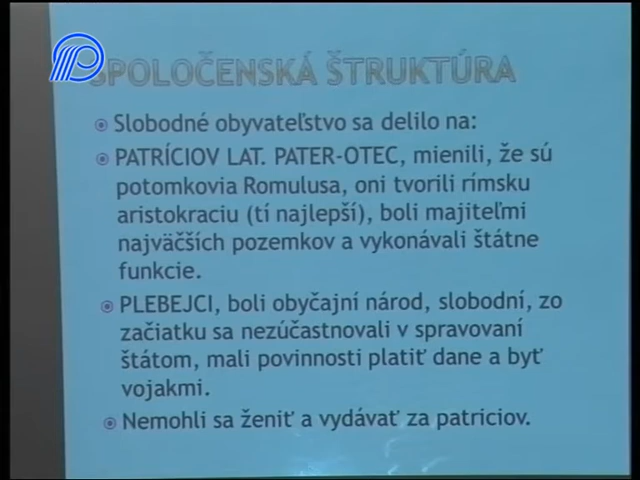 SPOLOČENSKÁ ŠTRUKTÚRA
Slobodné obyvateľstvo sa delilo na:
PATRÍCIOV LAT. PATER-OTEC, mienili, že sú
potomkovia Romulusa, oni tvorili rímsku
aristokraciu (tí najlepší), boli majiteľmi
najväčších pozemkov a vykonávali štátne
funkcie.
PLEBEJCI, boli obyčajní národ, slobodní, zo
začiatku sa nezúčastnovali v spravovaní
štátom, mali povinnosti platiť dane a byť
vojakmi.
Nemohli sa ženiť a vydávať za patriciov.